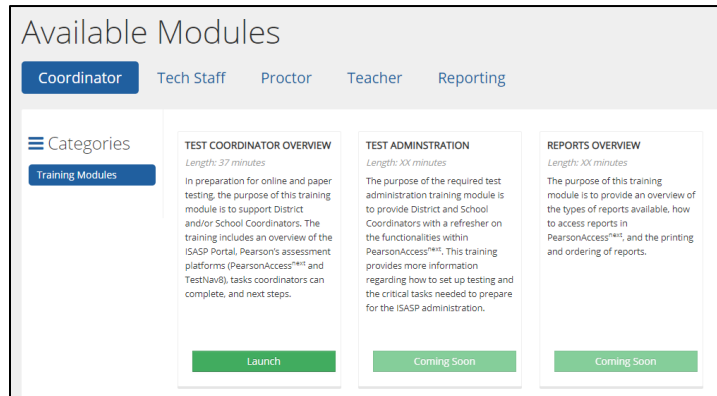 Available Modules
Coordinator Tech Staff Proctor Teacher Reporting
Categories
Training Modules
TEST COORDINATOR OVERVIEW
Length: 37 minutes
In preparation for online and paper
testing, the purpose of this training
module is to support District
and/or School Coordinators. The
training includes an overview of the
ISASP Portal, Pearson's assessment
platforms (PearsonAccessnext and
TestNav8), tasks coordinators can
complete, and next steps.
Launch
TEST ADMINSTRATION
Length: XX minutes
The purpose of the required test
administration training module is
to provide District and School
Coordinators with a refresher on
the functionalities within
PearsonAccessnext. This training
provides more information
regarding how to set up testing and
the critical tasks needed to prepare
for the ISASP administration.
Coming Soon
REPORTS OVERVIEW
Length: XX minutes
The purpose of this training
module is to provide an overview of
the types of reports available, how
to access reports in
PearsonAccessnext, and the printing
and ordering of reports.
Coming Soon